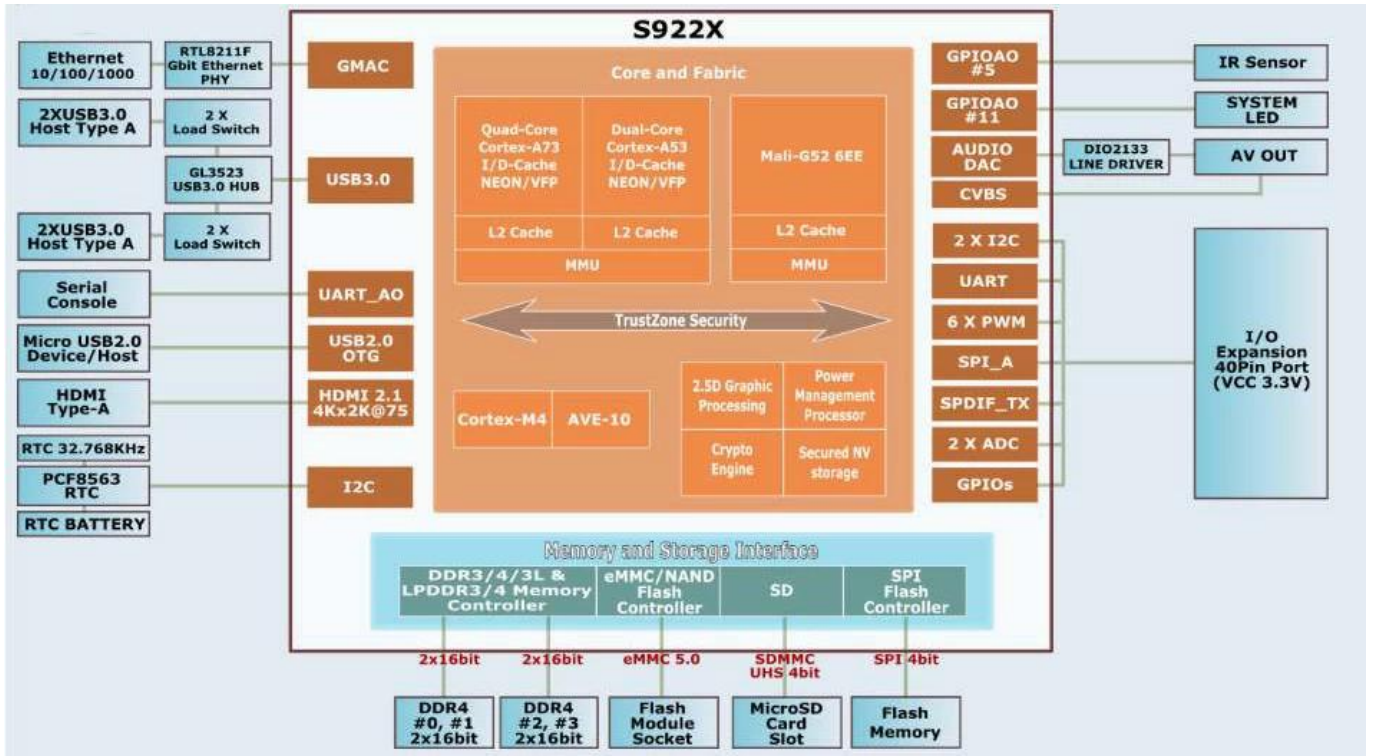 S922X
Ethernet
10/100/1000
RTL8211F
Gbit Ethernet
PHY
GMAC
2XUSB3.0
Host Type A
2 X
Load Switch
GL3523
USB3.0 HUB
USB3.0
2XUSB3.0
Host Type A
2 X
Load Switch
Serial
Console
UART_AO
Micro USB2.0
Device/Host
USB2.0
OTG
HDMI
Type-A
HDMI 2.1
4Kx2K@75
RTC 32.768KHz
PCF8563
RTC
RTC BATTERY
I2C
Core and Fabric
Quad-Core
Cortex-A73
I/D-Cache
NEON/VFP
Dual-Core
Cortex-A53
I/D-Cache
NEON/VFP
Mali-G52 6EE
L2 Cache
L2 Cache
L2 Cache
MMU
MMU
TrustZone Security
Cortex-M4
AVE-10
2.5D Graphic
Processing
Power
Management
Processor
Crypto
Engine
Secured NV
storage
GPIOAO
#5
IR Sensor
GPIOAO
#11
SYSTEM
LED
AUDIO
DAC
DIO2133
LINE DRIVER
AV OUT
CVBS
2 X I2C
UART
6 X PWM
SPI_A
SPDIF_TX
2 X ADC
GPIOs
I/O
Expansion
40Pin Port
(VCC 3.3V)
Memory and Storage Interface
DDR3/4/3L &
LPDDR3/4 Memory
Controller
eMMC/NAND
Flash
Controller
SD
SPI
Flash
Controller
2x16bit
2x16bit
eMMC 5.0
SDMMC
UHS 4bit
SPI 4bit
DDR4
#0, #1
2x16bit
DDR4
#2, #3
2x16bit
Flash
Module
Socket
MicroSD
Card
Slot
Flash
Memory